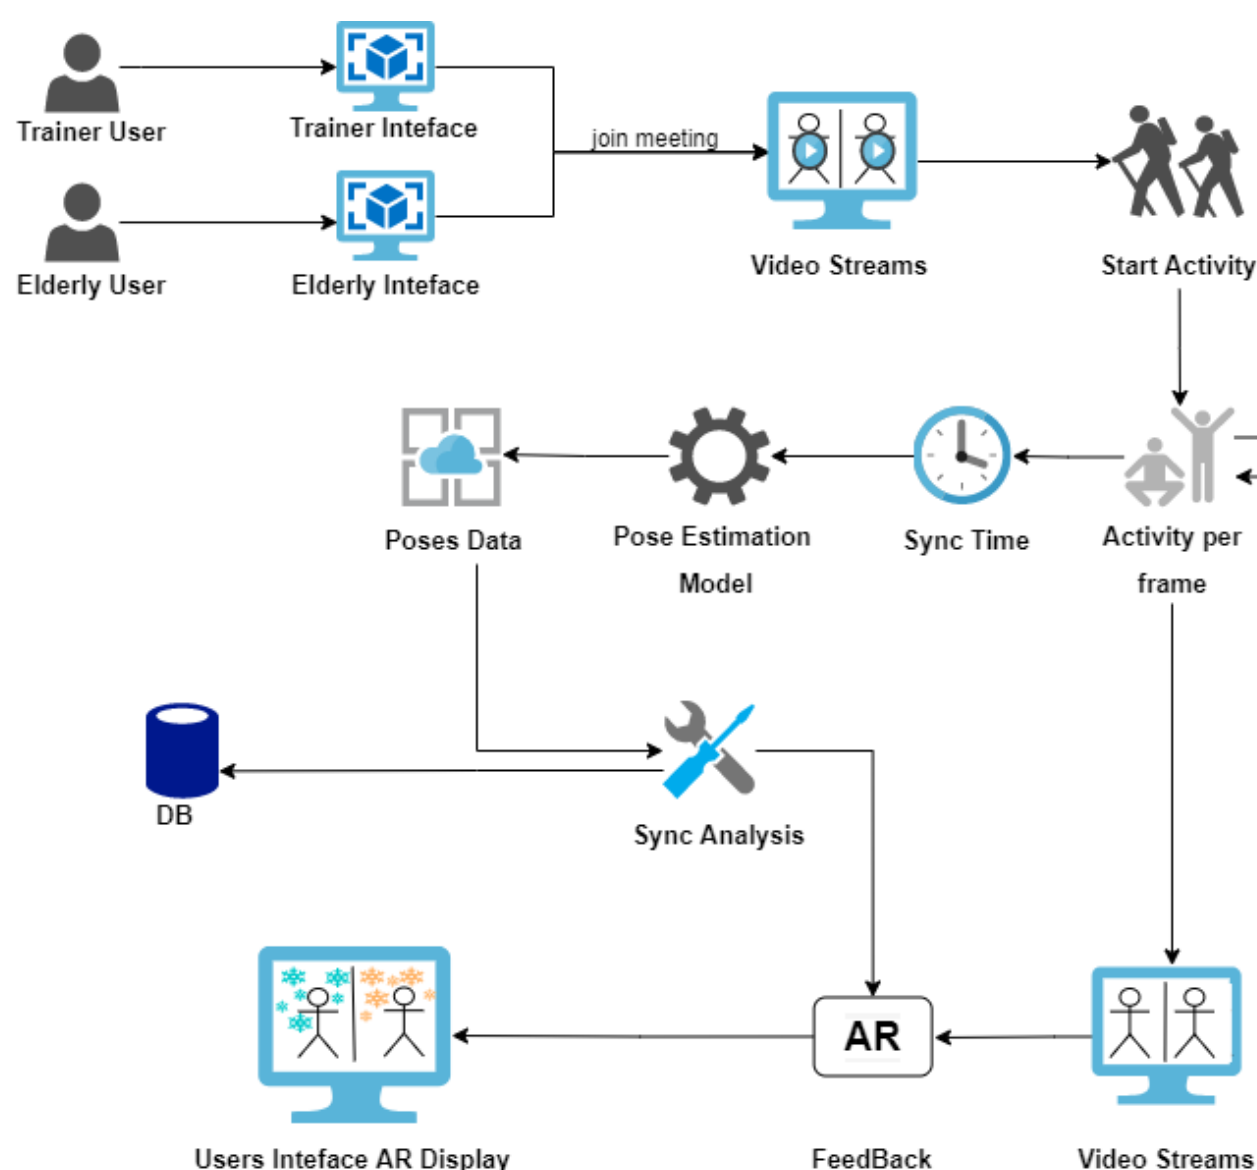 Trainer User
Trainer Inteface
join meeting
Elderly User
Elderly Inteface
Video Streams
Start Activity
Poses Data
Pose Estimation
Model
Sync Time
Activity per
frame
DB
Sync Analysis
AR
Users Inteface AR Display
FeedBack
Video Streams